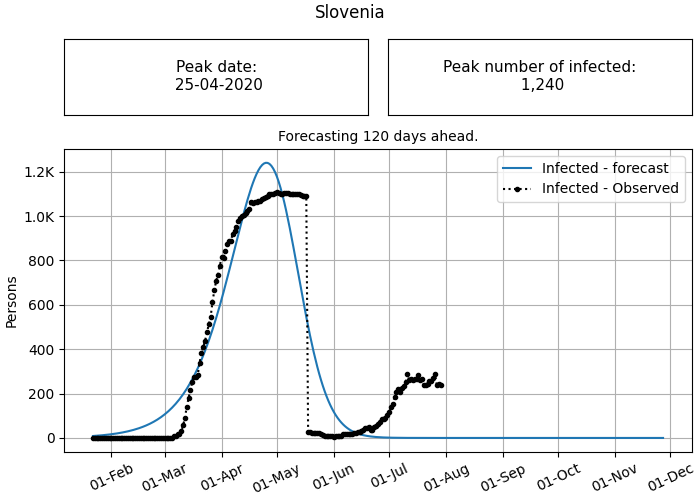 Slovenia
Peak date:
25-04-2020
Peak number of infected:
1,240
Forecasting 120 days ahead.
Infected - forecast
Infected - Observed
1.2K
1.0K
800
600
400
200
0
Persons
01-Feb
01-Mar
01-Apr
01-May
01-Jun
01-Jul
01-Aug
01-Sep
01-Oct
01-Nov
01-Dec